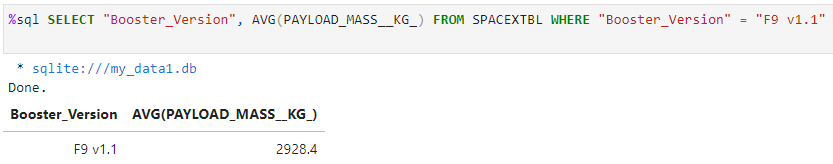 %sql SELECT "Booster_Version", AVG(PAYLOAD_MASS__KG_) FROM SPACEXTBL WHERE "Booster_Version" = "F9 v1.1"
* sqlite:///my_data1.db
Done.
Booster_Version AVG(PAYLOAD_MASS__KG_)
F9 v1.1 2928.4